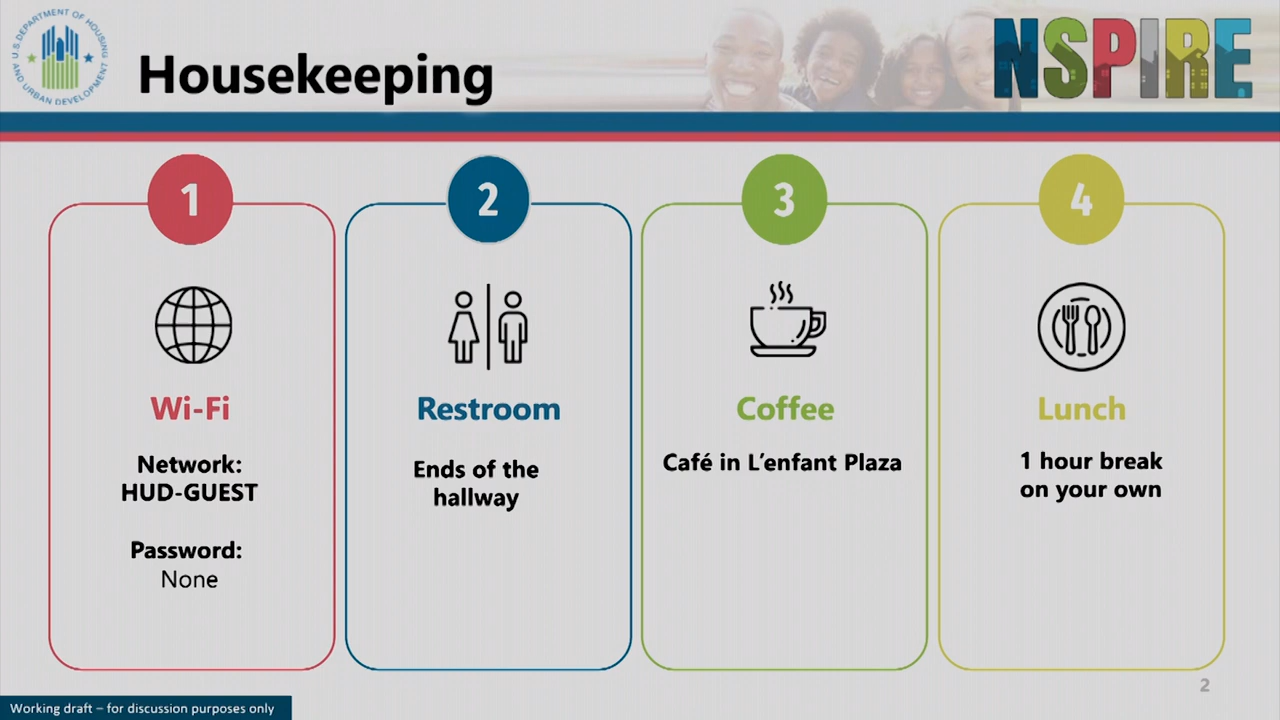 U.S. DEPARTMENT OF HOUSING
AND URBAN DEVELOPMENT
Housekeeping
NSPIRE
1
2
3
4
Wi-Fi
Network:
HUD-GUEST
Password:
None
Restroom
Ends of the
hallway
Coffee
Café in L’enfant Plaza
Lunch
1 hour break
on your own
2
Working draft – for discussion purposes only